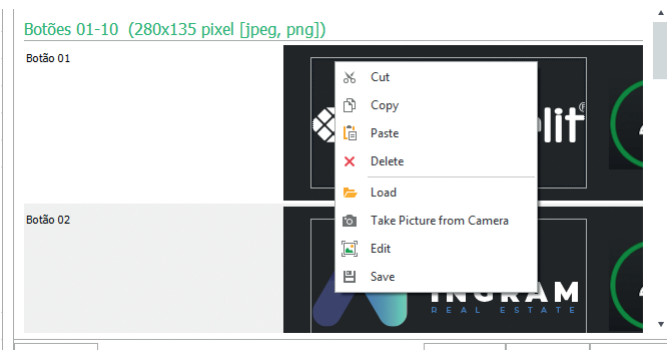 Botões 01-10 (280x135 pixel [jpeg, png])
Botão 01
Cut
Copy
Paste
Delete
Load
Take Picture from Camera
Edit
Save
lit®
Botão 02
INGRAM
REAL ESTATE